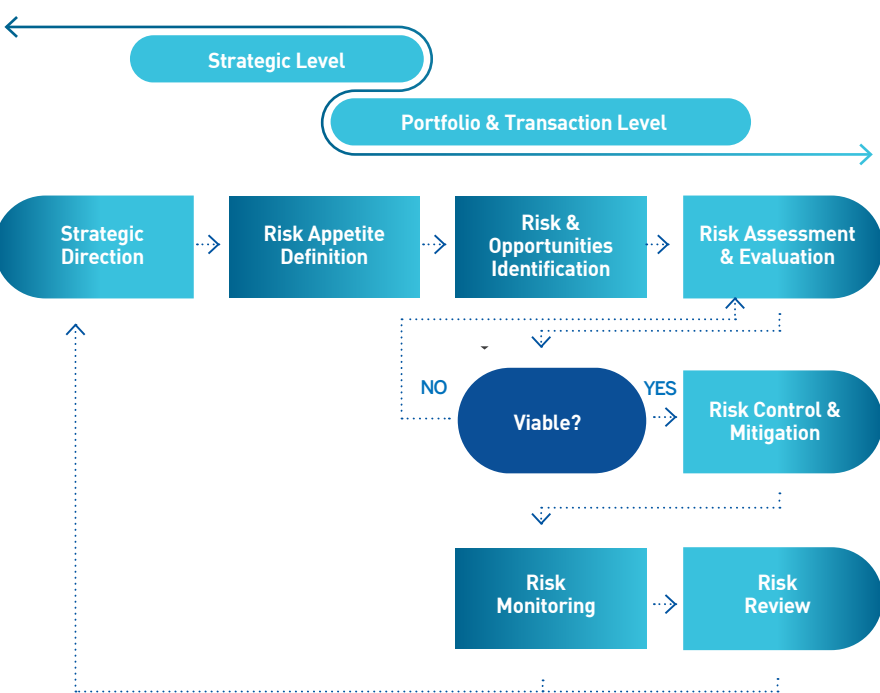 Strategic Level
Portfolio & Transaction Level
Strategic
Direction
Risk Appetite
Definition
Risk &
Opportunities
Identification
Risk Assessment
& Evaluation
NO
Viable?
YES
Risk Control &
Mitigation
Risk
Monitoring
Risk
Review